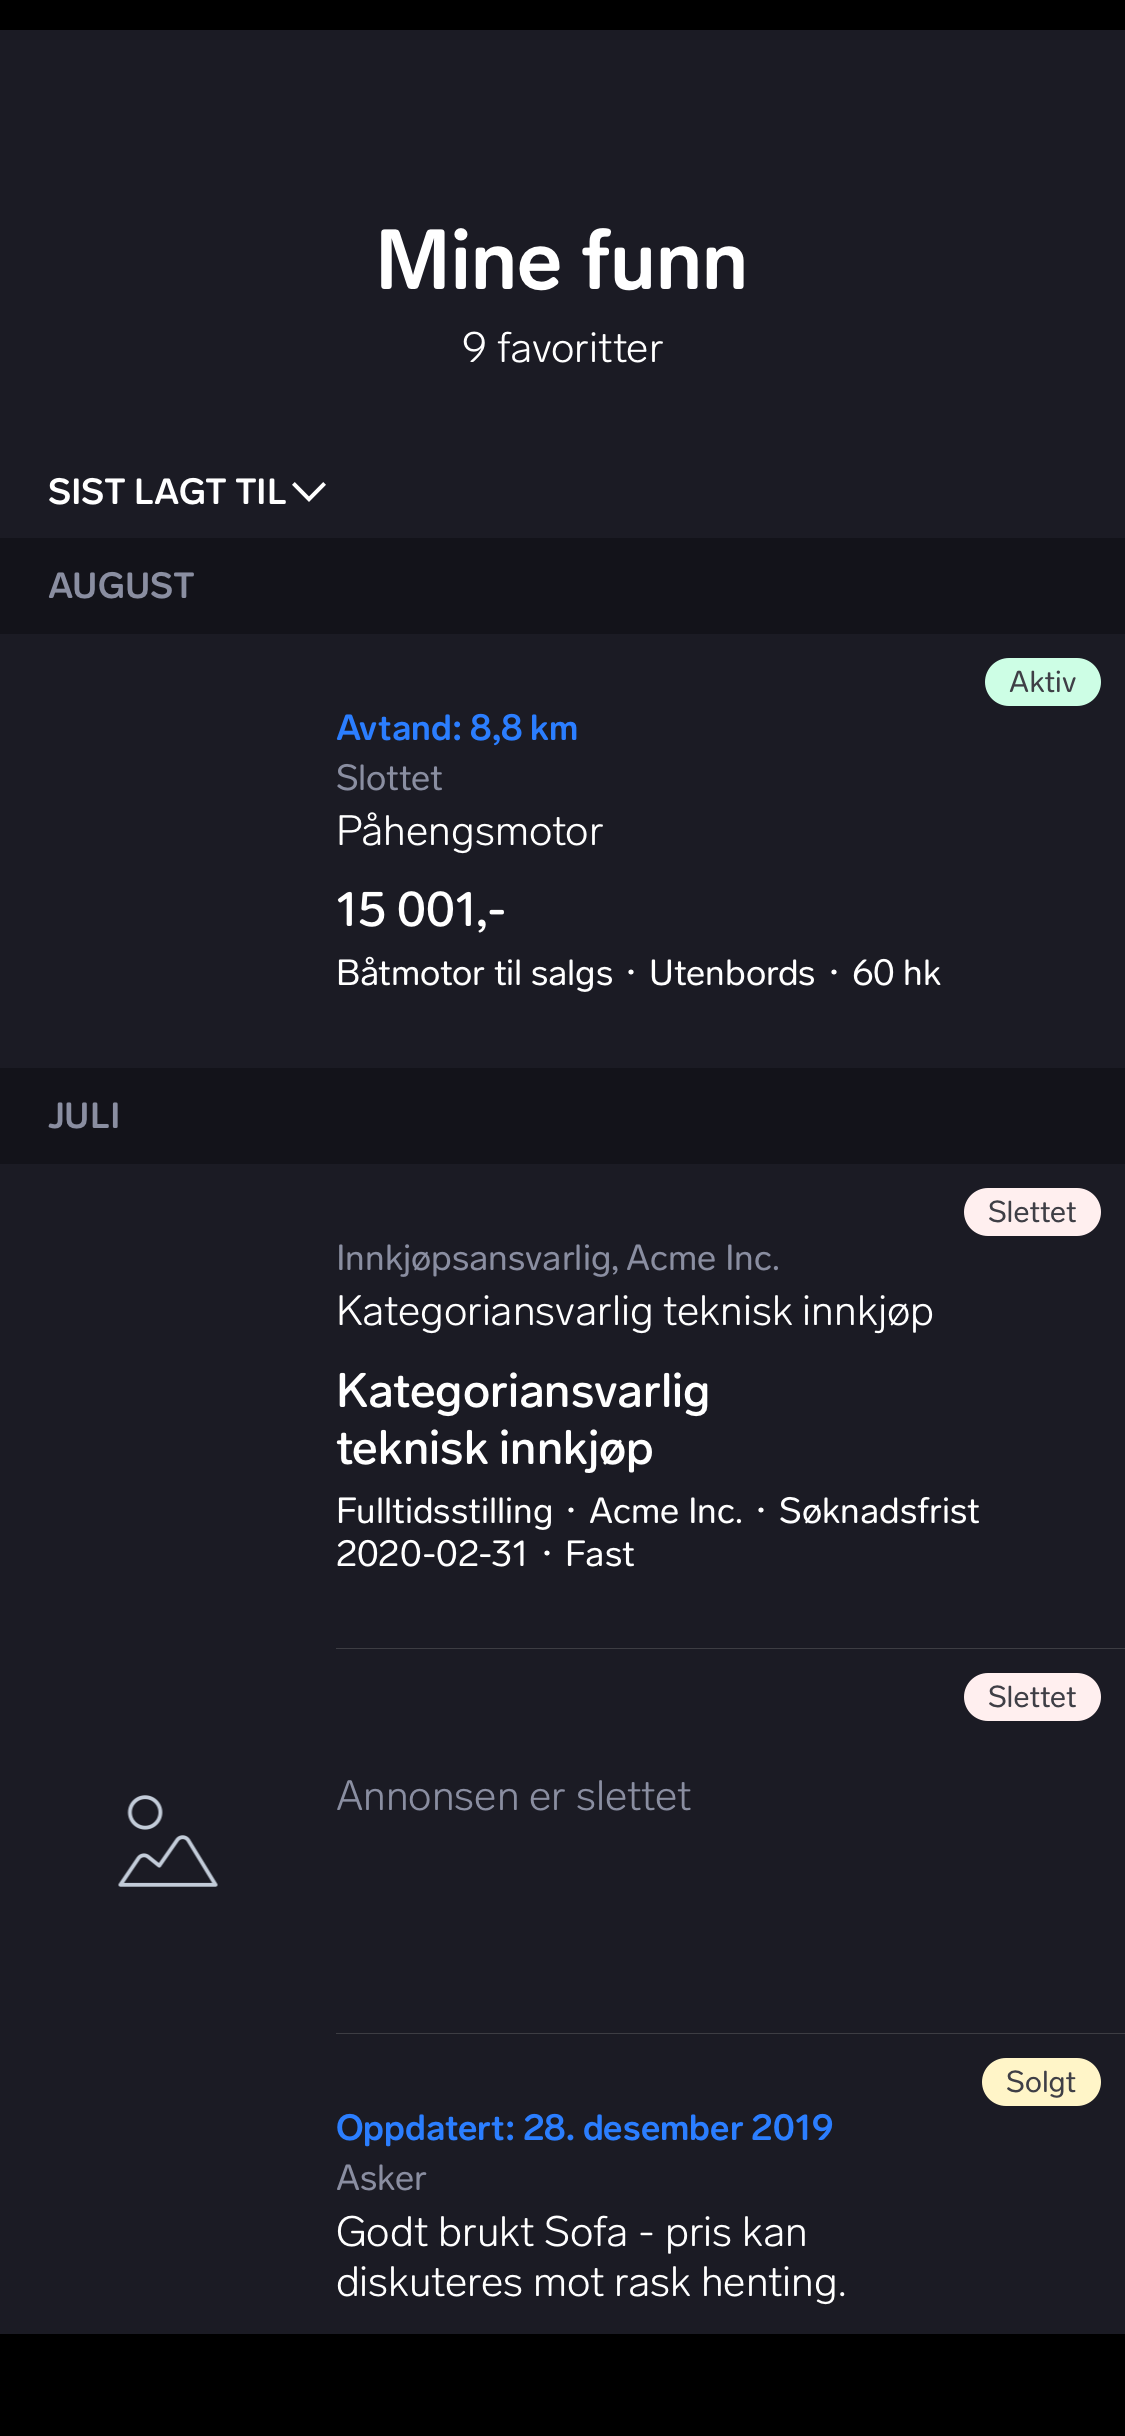 Mine funn
9 favoritter
SIST LAGT TIL
AUGUST
Aktiv
Avtand: 8,8 km
Slottet
Påhengsmotor
15 001,-
Båtmotor til salgs · Utenbords · 60 hk
JULI
Slettet
Innkjøpsansvarlig, Acme Inc.
Kategoriansvarlig teknisk innkjøp
Kategoriansvarlig
teknisk innkjøp
Fulltidsstilling · Acme Inc. · Søknadsfrist
2020-02-31 · Fast
Slettet
Annonsen er slettet
Solgt
Oppdatert: 28. desember 2019
Asker
Godt brukt Sofa - pris kan
diskuteres mot rask henting.